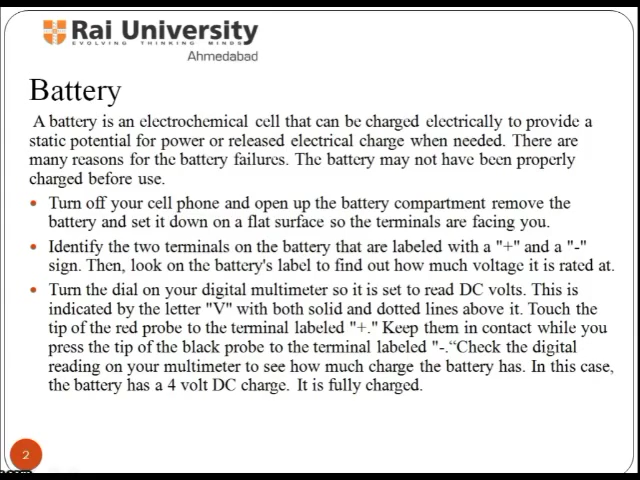 Rai University
EVOLVING THINKING MINDS
Ahmedabad
Battery
A battery is an electrochemical cell that can be charged electrically to provide a
static potential for power or released electrical charge when needed. There are
many reasons for the battery failures. The battery may not have been properly
charged before use.
• Turn off your cell phone and open up the battery compartment remove the
battery and set it down on a flat surface so the terminals are facing you.
• Identify the two terminals on the battery that are labeled with a "+" and a "-"
sign. Then, look on the battery's label to find out how much voltage it is rated at.
• Turn the dial on your digital multimeter so it is set to read DC volts. This is
indicated by the letter "V" with both solid and dotted lines above it. Touch the
tip of the red probe to the terminal labeled "+." Keep them in contact while you
press the tip of the black probe to the terminal labeled "-.“Check the digital
reading on your multimeter to see how much charge the battery has. In this case,
the battery has a 4 volt DC charge. It is fully charged.
2